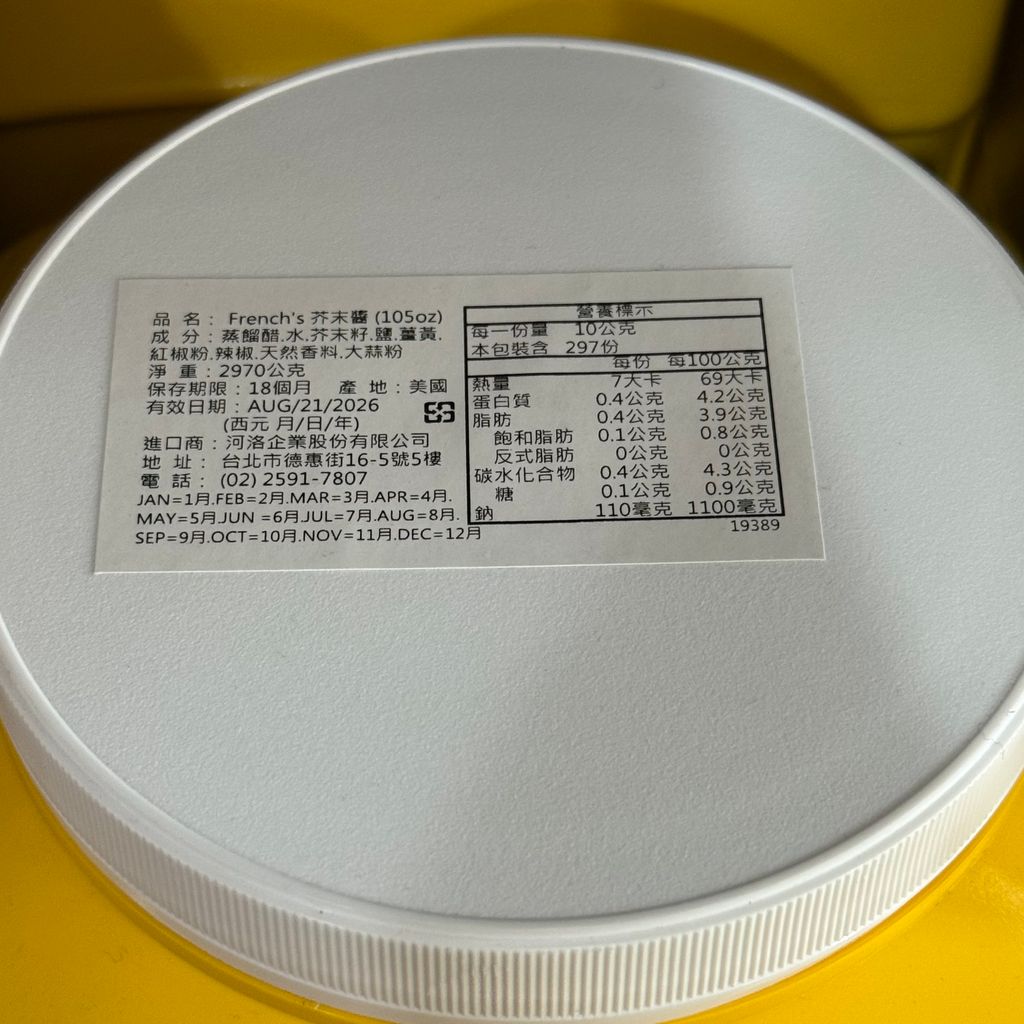 品 名： French's 芥末醬 (105oz)
成 分：蒸餾醋.水.芥末籽.鹽.薑黃.
紅椒粉.辣椒.天然香料.大蒜粉
淨 重：2970公克
保存期限：18個月 產 地：美國
有效日期：AUG/21/2026
(西元 月/日/年)
進口商：河洛企業股份有限公司
地 址： 台北市德惠街16-5號5樓
電 話： (02) 2591-7807
JAN=1月.FEB=2月.MAR=3月.APR=4月.
MAY=5月JUN =6月.JUL=7月.AUG=8月.
SEP=9月.OCT=10月.NOV=11月.DEC=12月
營養標示
每一份量 10公克
本包裝含 297份
每份 每100公克
熱量 7大卡 69大卡
蛋白質 0.4公克 4.2公克
脂肪 0.4公克 3.9公克
飽和脂肪 0.1公克 0.8公克
反式脂肪 0公克 0公克
碳水化合物 0.4公克 4.3公克
糖 0.1公克 0.9公克
鈉 110毫克 1100毫克
19389